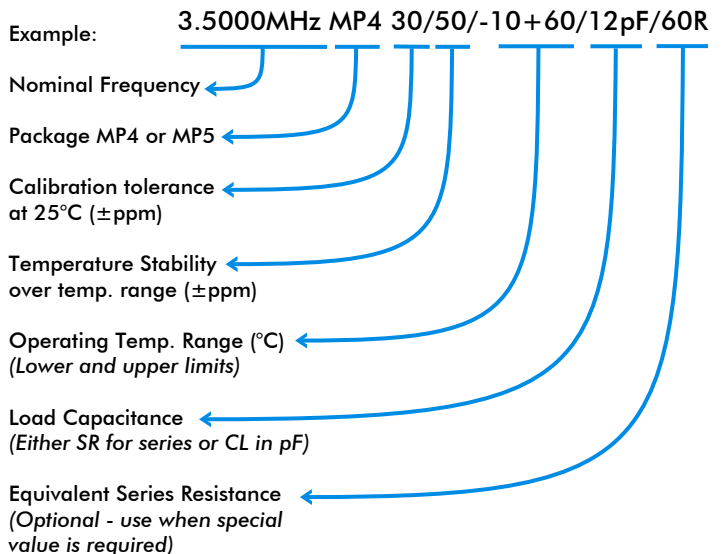 Example:
3.5000MHz MP4 30/50/-10+60/12pF/60R
Nominal Frequency
Package MP4 or MP5
Calibration tolerance
at 25°C (±ppm)
Temperature Stability
over temp. range (±ppm)
Operating Temp. Range (°C)
(Lower and upper limits)
Load Capacitance
(Either SR for series or CL in pF)
Equivalent Series Resistance
(Optional - use when special
value is required)